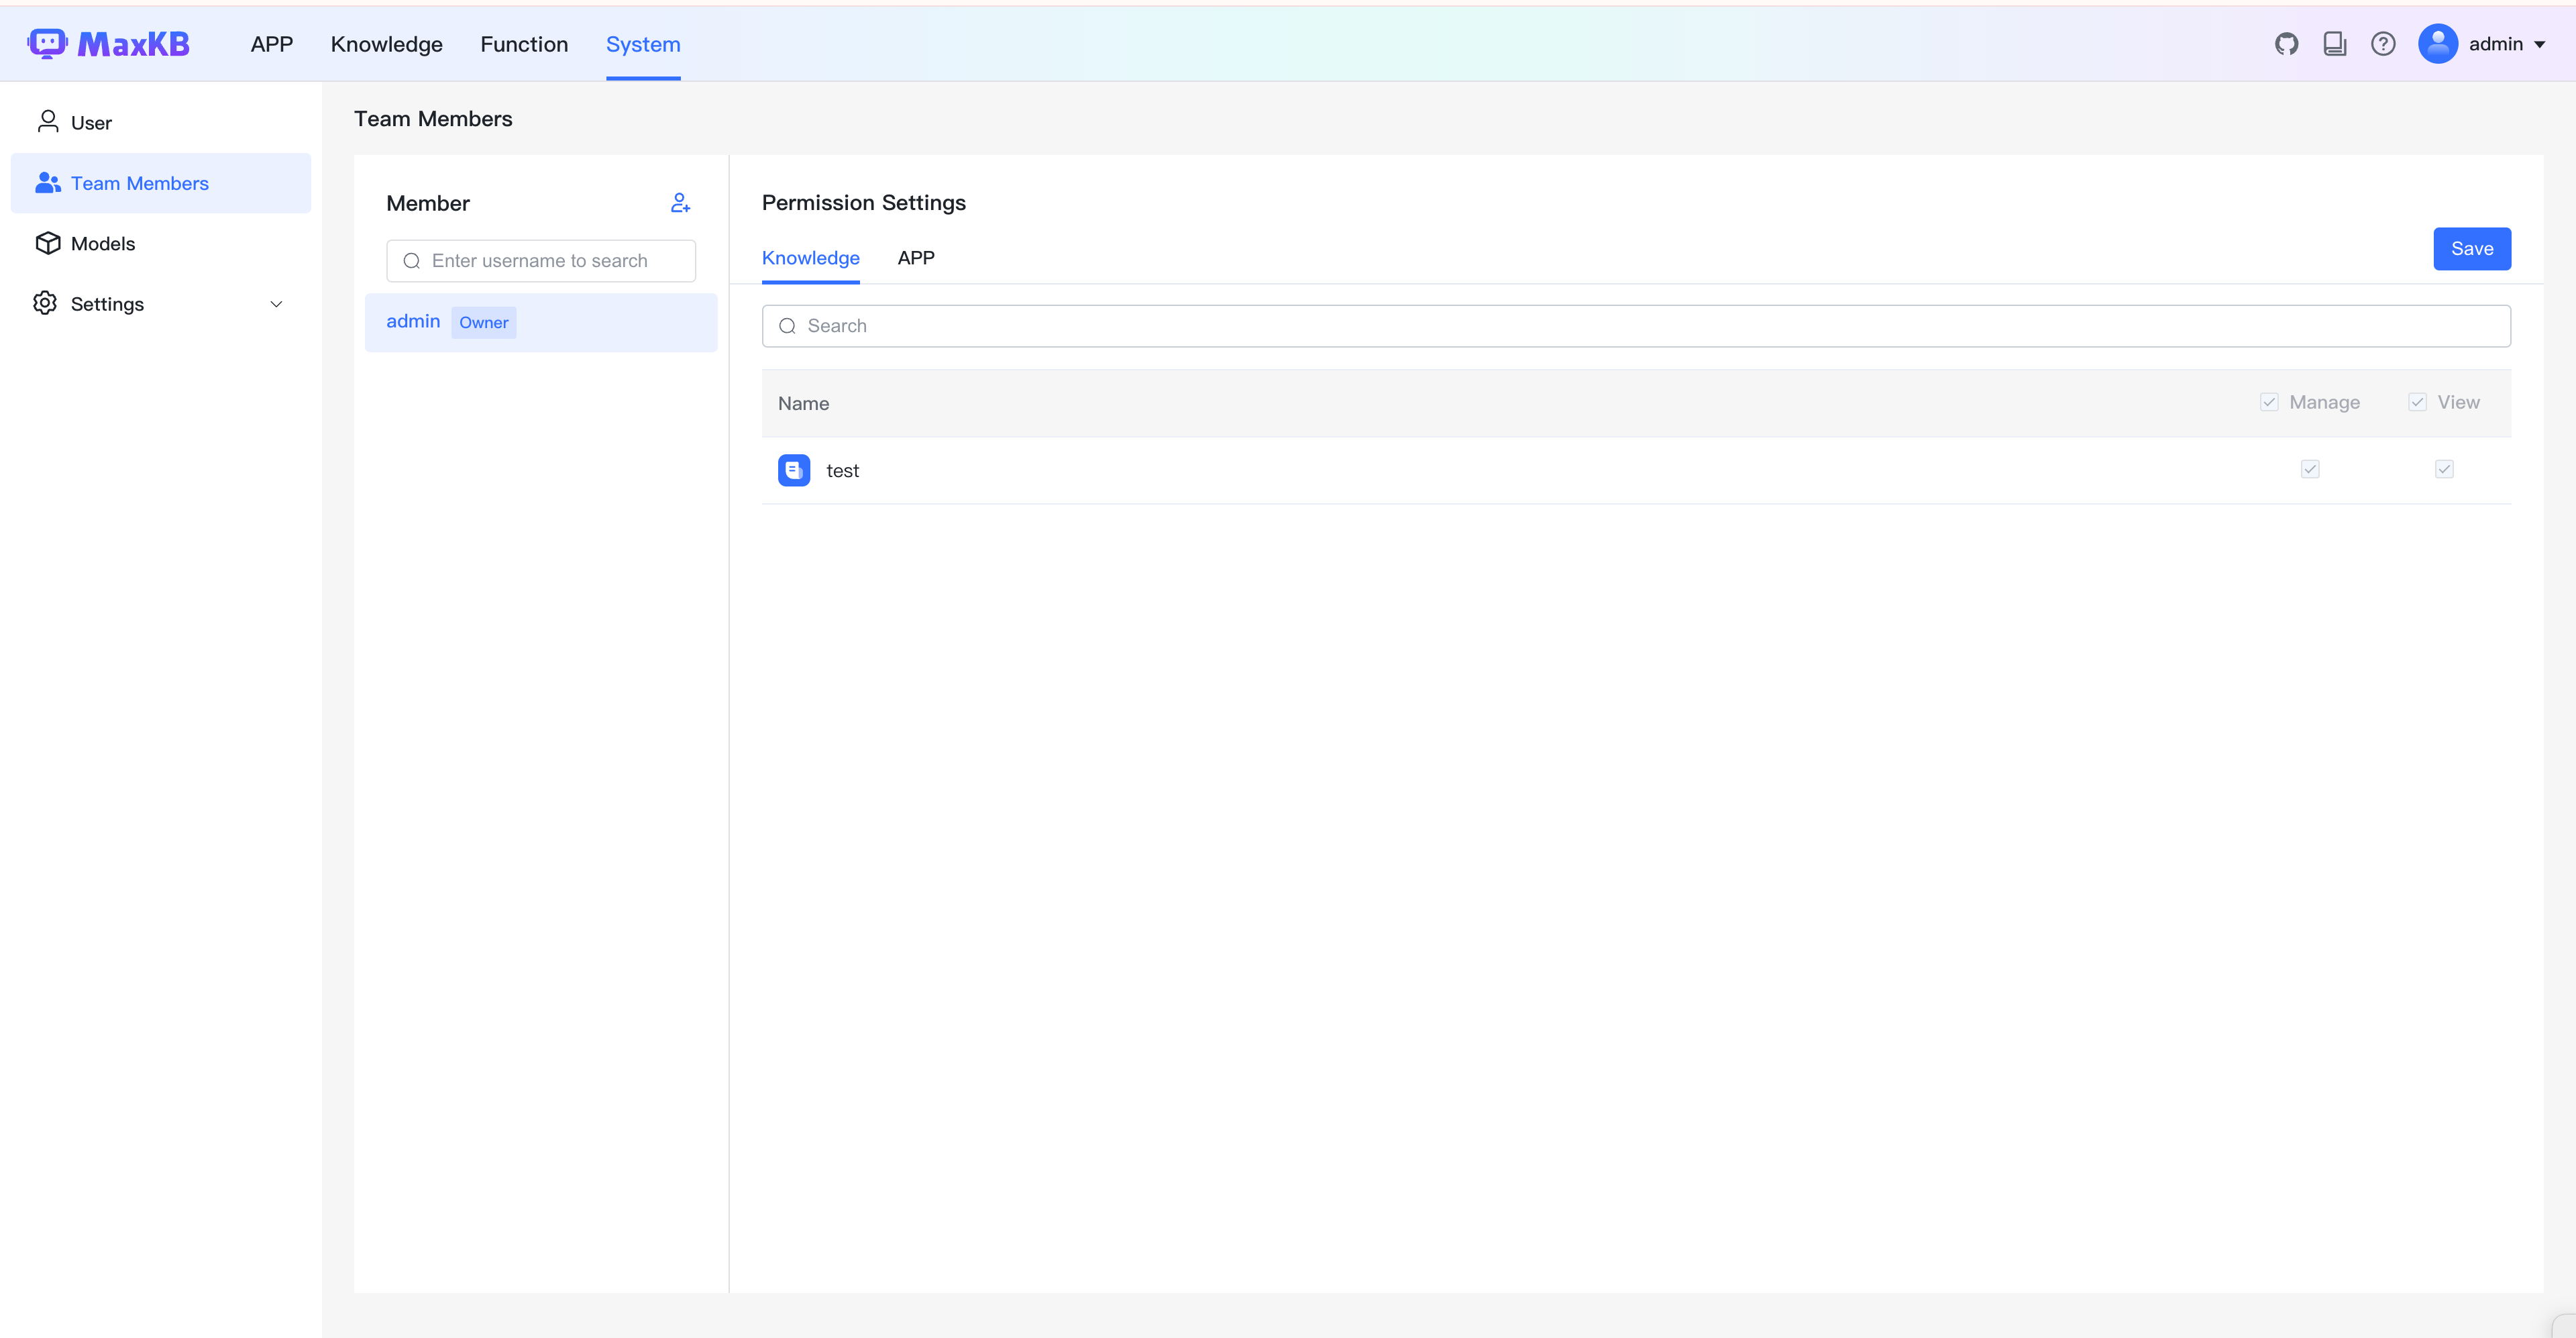 MaxKB APP Knowledge Function System admin
User
Team Members
Models
Settings
Team Members
Member
Enter username to search
admin Owner
Permission Settings
Knowledge APP
Save
Search
Name Manage View
test